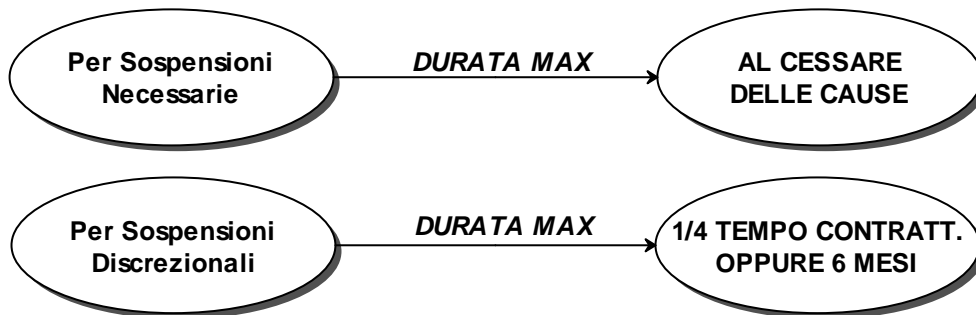 Per Sospensioni
Necessarie
DURATA MAX
AL CESSARE
DELLE CAUSE
Per Sospensioni
Discrezionali
DURATA MAX
1/4 TEMPO CONTRATT.
OPPURE 6 MESI